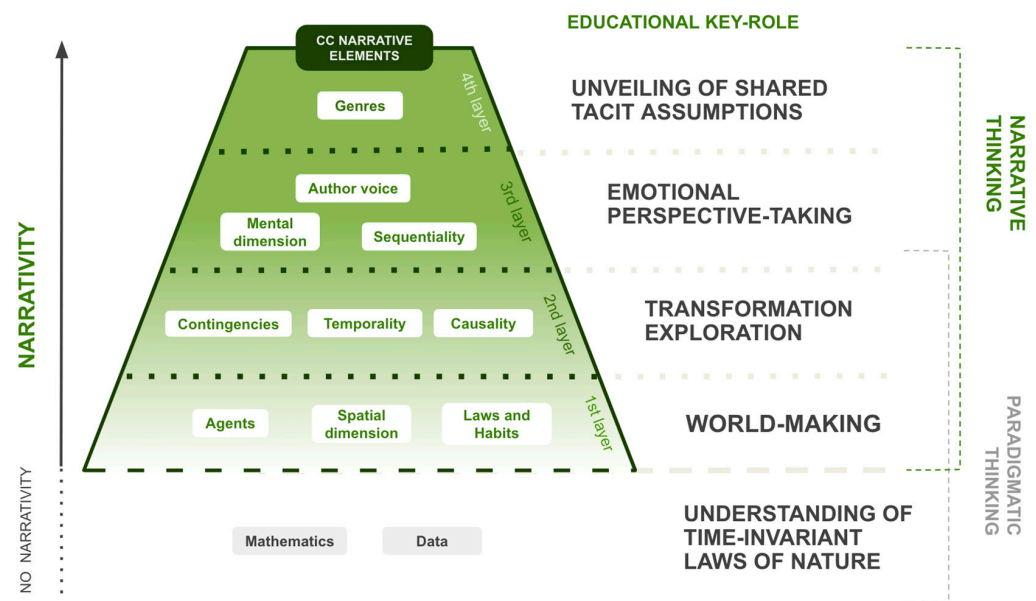 EDUCATIONAL KEY-ROLE
CC NARRATIVE
ELEMENTS
4th layer
Genres
UNVEILING OF SHARED
TACIT ASSUMPTIONS
3rd layer
Author voice
Mental
dimension
Sequentiality
EMOTIONAL
PERSPECTIVE-TAKING
2nd layer
Contingencies
Temporality
Causality
TRANSFORMATION
EXPLORATION
1st layer
Agents
Spatial
dimension
Laws and
Habits
WORLD-MAKING
Mathematics
Data
UNDERSTANDING OF
TIME-INVARIANT
LAWS OF NATURE
NARRATIVITY
NO NARRATIVITY
NARRATIVE
THINKING
PARADIGMATIC
THINKING